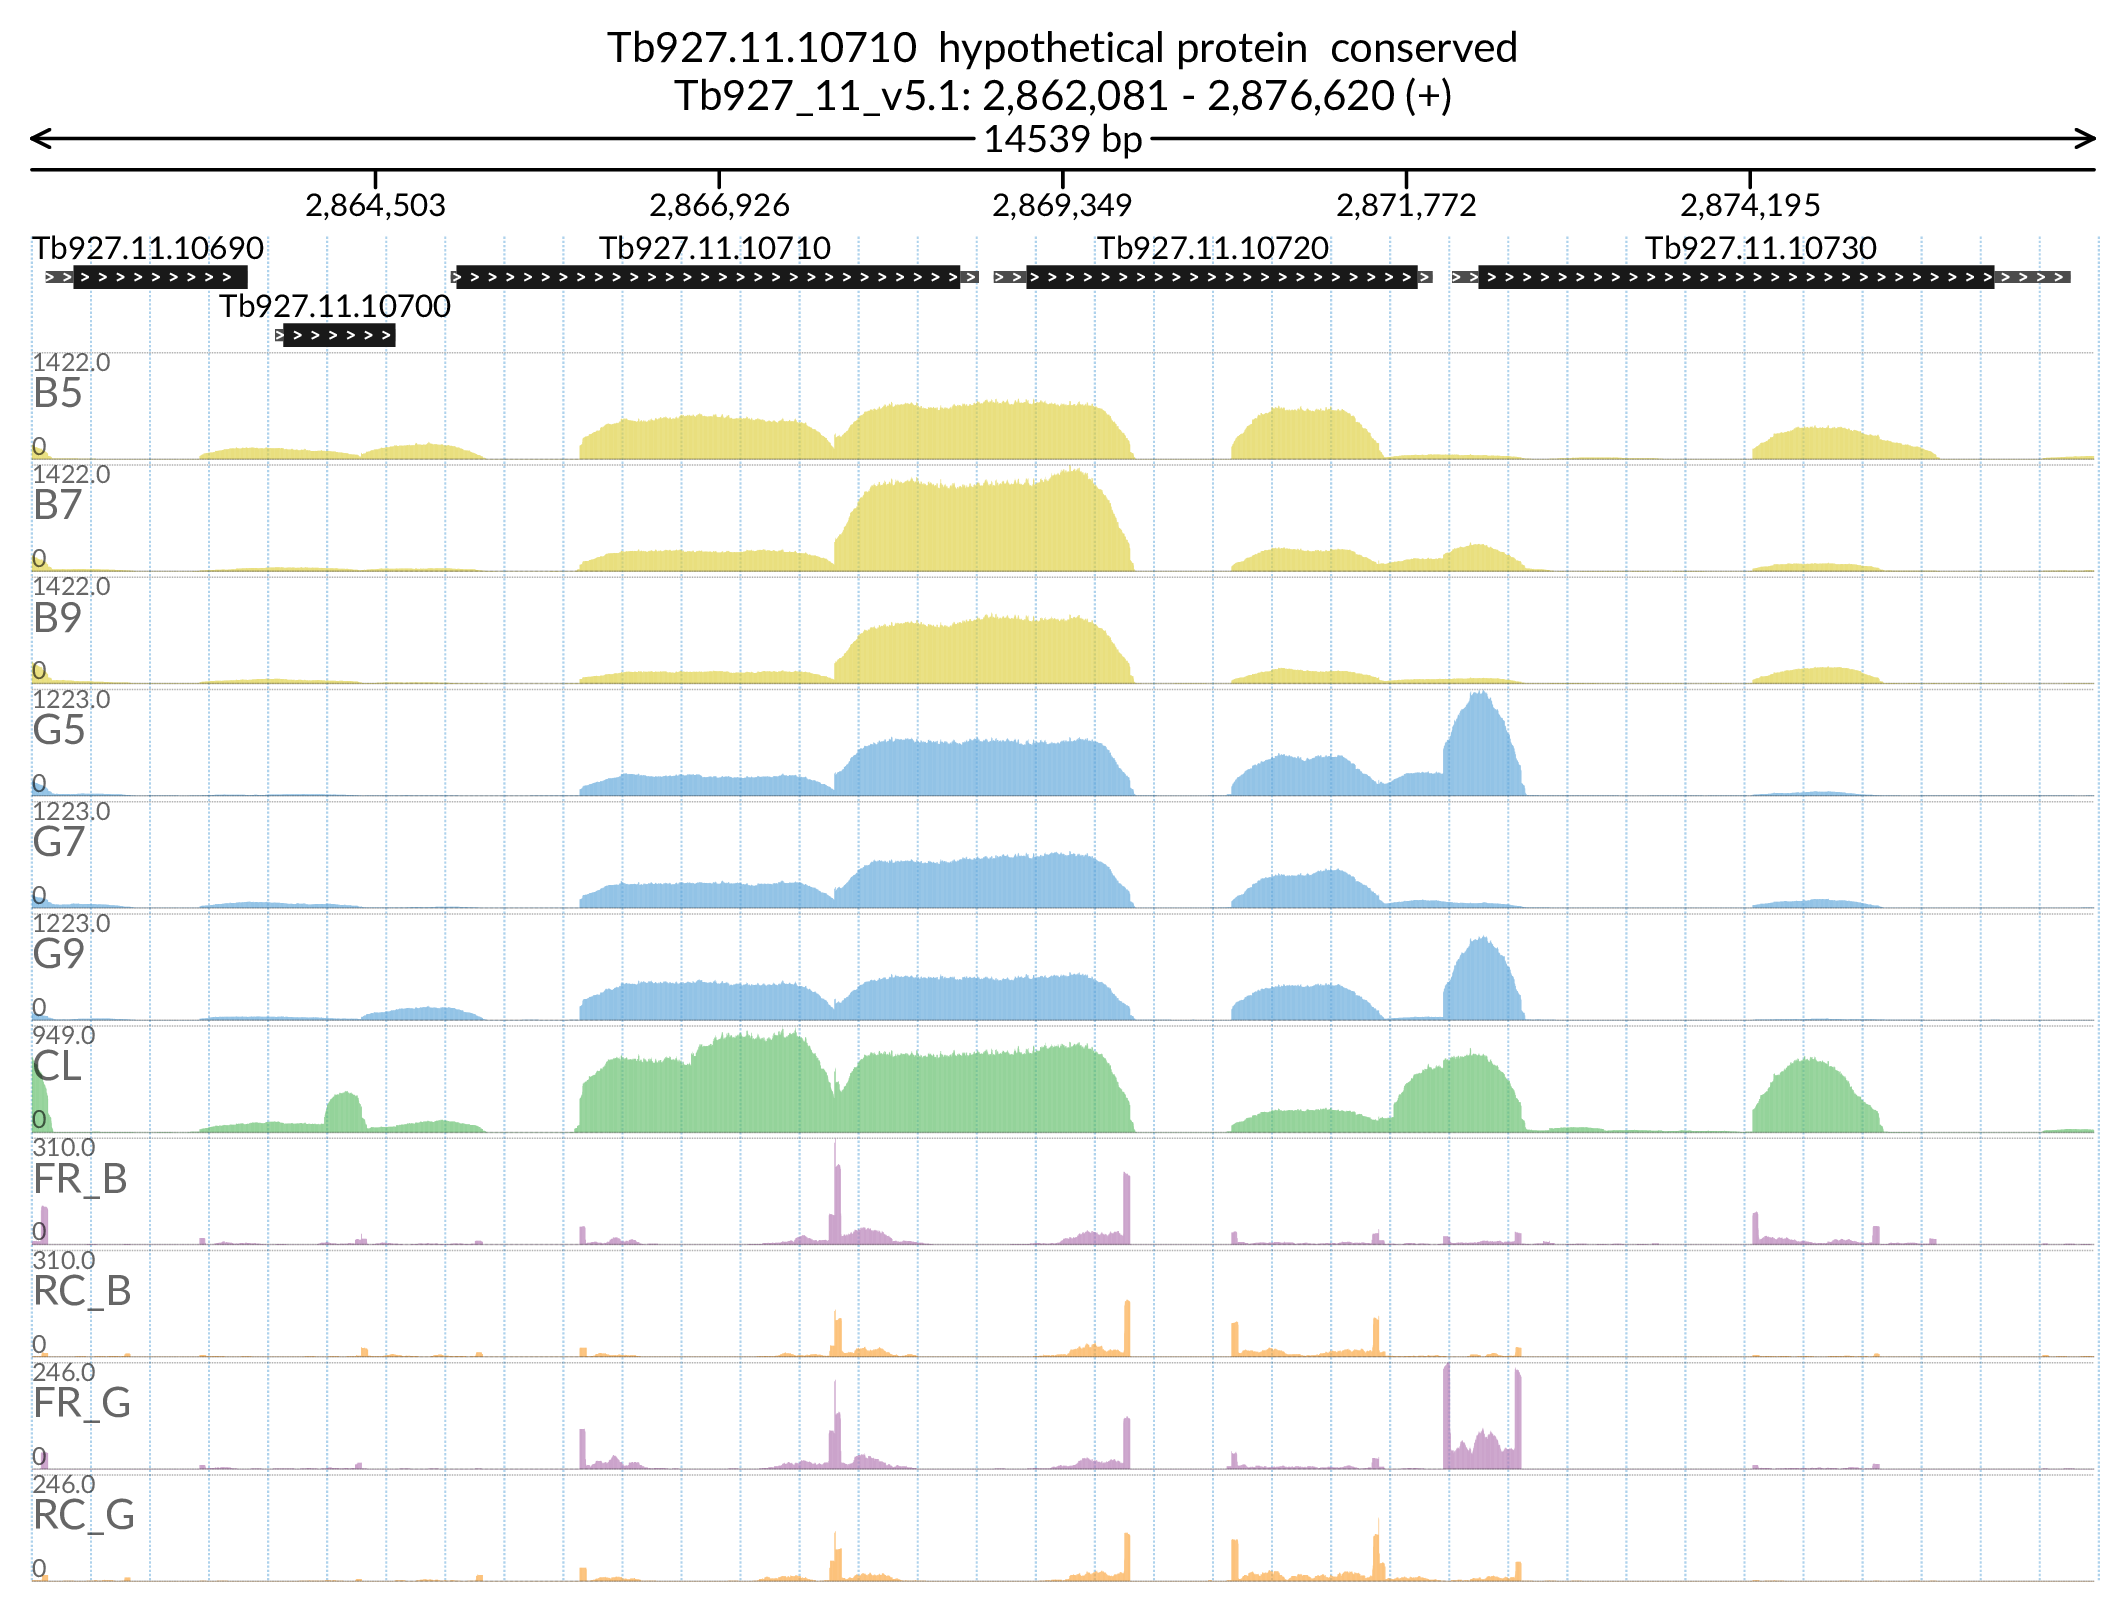 Tb927.11.10710  hypothetical protein  conserved
Tb927_11_v5.1: 2,862,081 - 2,876,620 (+)
14539 bp
2,864,503 2,866,926 2,869,349 2,871,772 2,874,195
Tb927.11.10690 Tb927.11.10710 Tb927.11.10720 Tb927.11.10730
Tb927.11.10700
1422.0
B5
0
1422.0
B7
0
1422.0
B9
0
1223.0
G5
0
1223.0
G7
0
1223.0
G9
0
949.0
CL
0
310.0
FR_B
0
310.0
RC_B
0
246.0
FR_G
0
246.0
RC_G
0